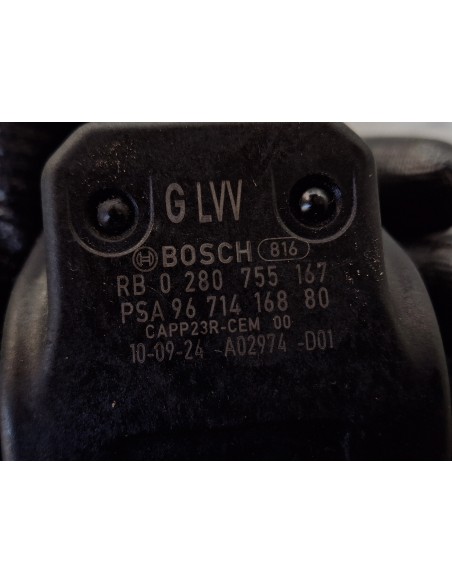 G LVV
BOSCH 816
RB 0 280 755 167
PSA 96 714 168 80
CAPP23R-CEM 00
10-09-24 -A02974 -D01